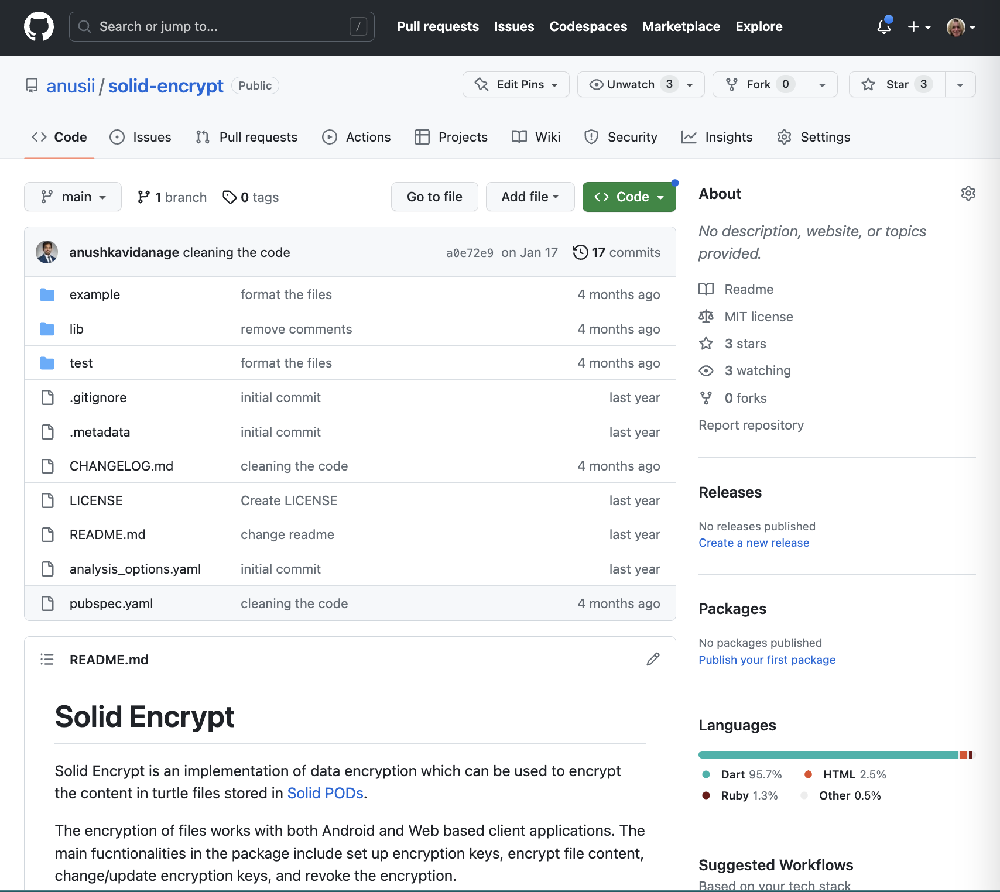 Search or jump to... / Pull requests Issues Codespaces Marketplace Explore
anusii / solid-encrypt Public Edit Pins Unwatch 3 Fork 0 Star 3
Code Issues Pull requests Actions Projects Wiki Security Insights Settings
main 1 branch 0 tags Go to file Add file Code
anushkavidanage cleaning the code a0e72e9 on Jan 17 17 commits
example format the files 4 months ago
lib remove comments 4 months ago
test format the files 4 months ago
.gitignore initial commit last year
.metadata initial commit last year
CHANGELOG.md cleaning the code 4 months ago
LICENSE Create LICENSE last year
README.md change readme last year
analysis_options.yaml initial commit last year
pubspec.yaml cleaning the code 4 months ago
README.md
Solid Encrypt
Solid Encrypt is an implementation of data encryption which can be used to encrypt
the content in turtle files stored in Solid PODs.
The encryption of files works with both Android and Web based client applications. The
main fucntionalities in the package include set up encryption keys, encrypt file content,
change/update encryption keys, and revoke the encryption.
About
No description, website, or topics
provided.
Readme
MIT license
3 stars
3 watching
0 forks
Report repository
Releases
No releases published
Create a new release
Packages
No packages published
Publish your first package
Languages
Dart 95.7% HTML 2.5%
Ruby 1.3% Other 0.5%
Suggested Workflows
Based on your tech stack